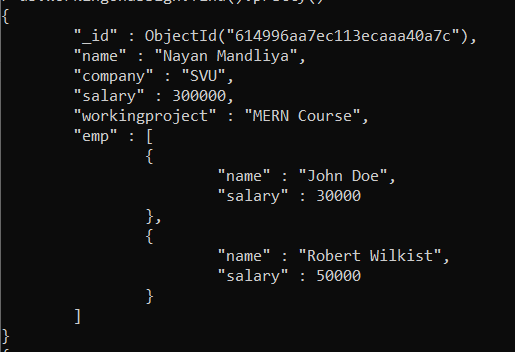 {
"_id" : ObjectId("614996aa7ec113ecaaa40a7c"),
"name" : "Nayan Mandliya",
"company" : "SVU",
"salary" : 300000,
"workingproject" : "MERN Course",
"emp" : [
{
"name" : "John Doe",
"salary" : 30000
},
{
"name" : "Robert Wilkist",
"salary" : 50000
}
]
}